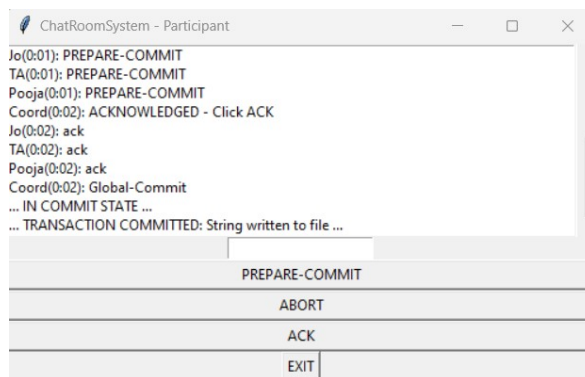 ChatRoomSystem - Participant
Jo(0:01): PREPARE-COMMIT
TA(0:01): PREPARE-COMMIT
Pooja(0:01): PREPARE-COMMIT
Coord(0:02): ACKNOWLEDGED - Click ACK
Jo(0:02): ack
TA(0:02): ack
Pooja(0:02): ack
Coord(0:02): Global-Commit
... IN COMMIT STATE ...
... TRANSACTION COMMITTED: String written to file ...
PREPARE-COMMIT
ABORT
ACK
EXIT